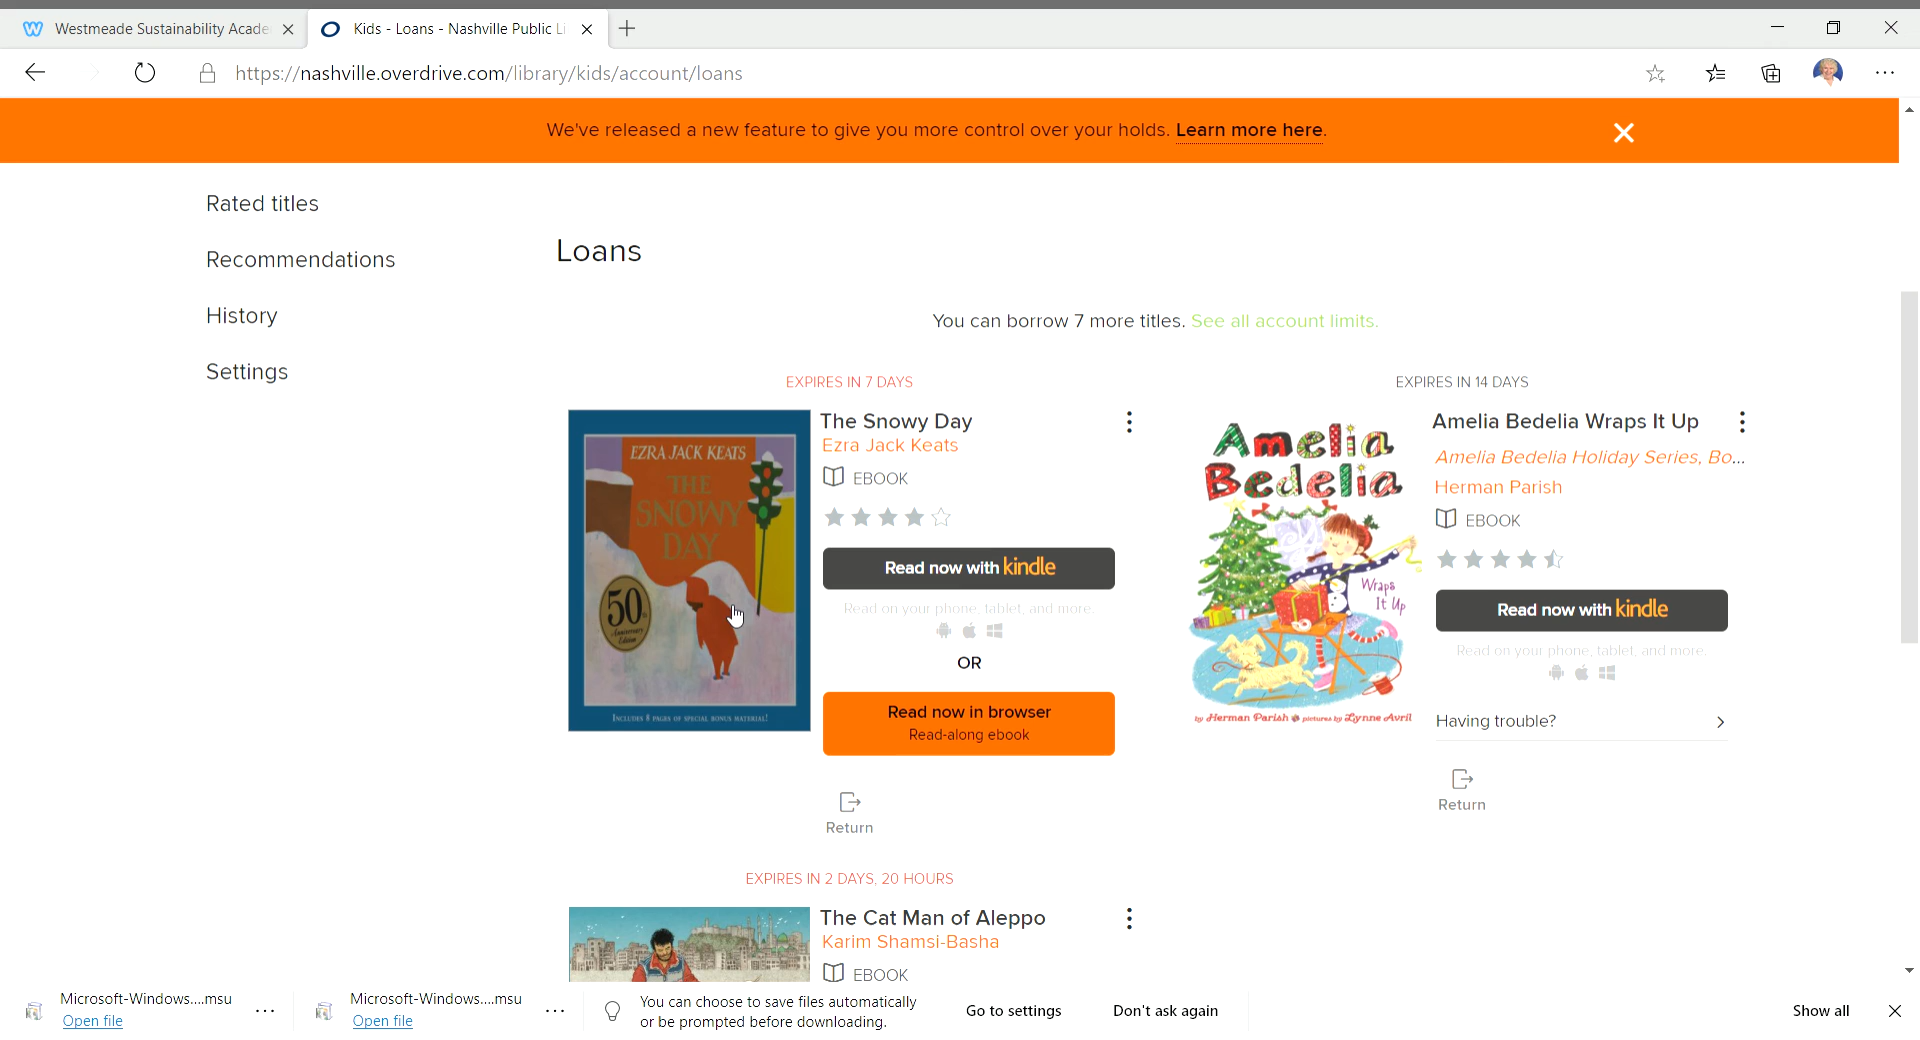 Westmeade Sustainability Acade
Kids - Loans - Nashville Public Li
https://nashville.overdrive.com/library/kids/account/loans
We've released a new feature to give you more control over your holds. Learn more here.
Rated titles
Recommendations
History
Settings
Loans
You can borrow 7 more titles. See all account limits.
EXPIRES IN 7 DAYS
EZRA JACK KEATS
THE
SNOWY
DAY
50th
Anniversary
Edition
INCLUDES 8 PAGES OF SPECIAL BONUS MATERIAL!
The Snowy Day
Ezra Jack Keats
EBOOK
Read now with kindle
Read on your phone, tablet, and more.
OR
Read now in browser
Read-along ebook
Return
EXPIRES IN 14 DAYS
Amelia
Bedelia
Wraps
It Up
by Herman Parish pictures by Lynne Avril
Amelia Bedelia Wraps It Up
Amelia Bedelia Holiday Series, Bo...
Herman Parish
EBOOK
Read now with kindle
Read on your phone, tablet, and more.
Having trouble?
Return
EXPIRES IN 2 DAYS, 20 HOURS
The Cat Man of Aleppo
Karim Shamsi-Basha
EBOOK
Microsoft-Windows....msu
Open file
Microsoft-Windows....msu
Open file
You can choose to save files automatically
or be prompted before downloading.
Go to settings
Don't ask again
Show all